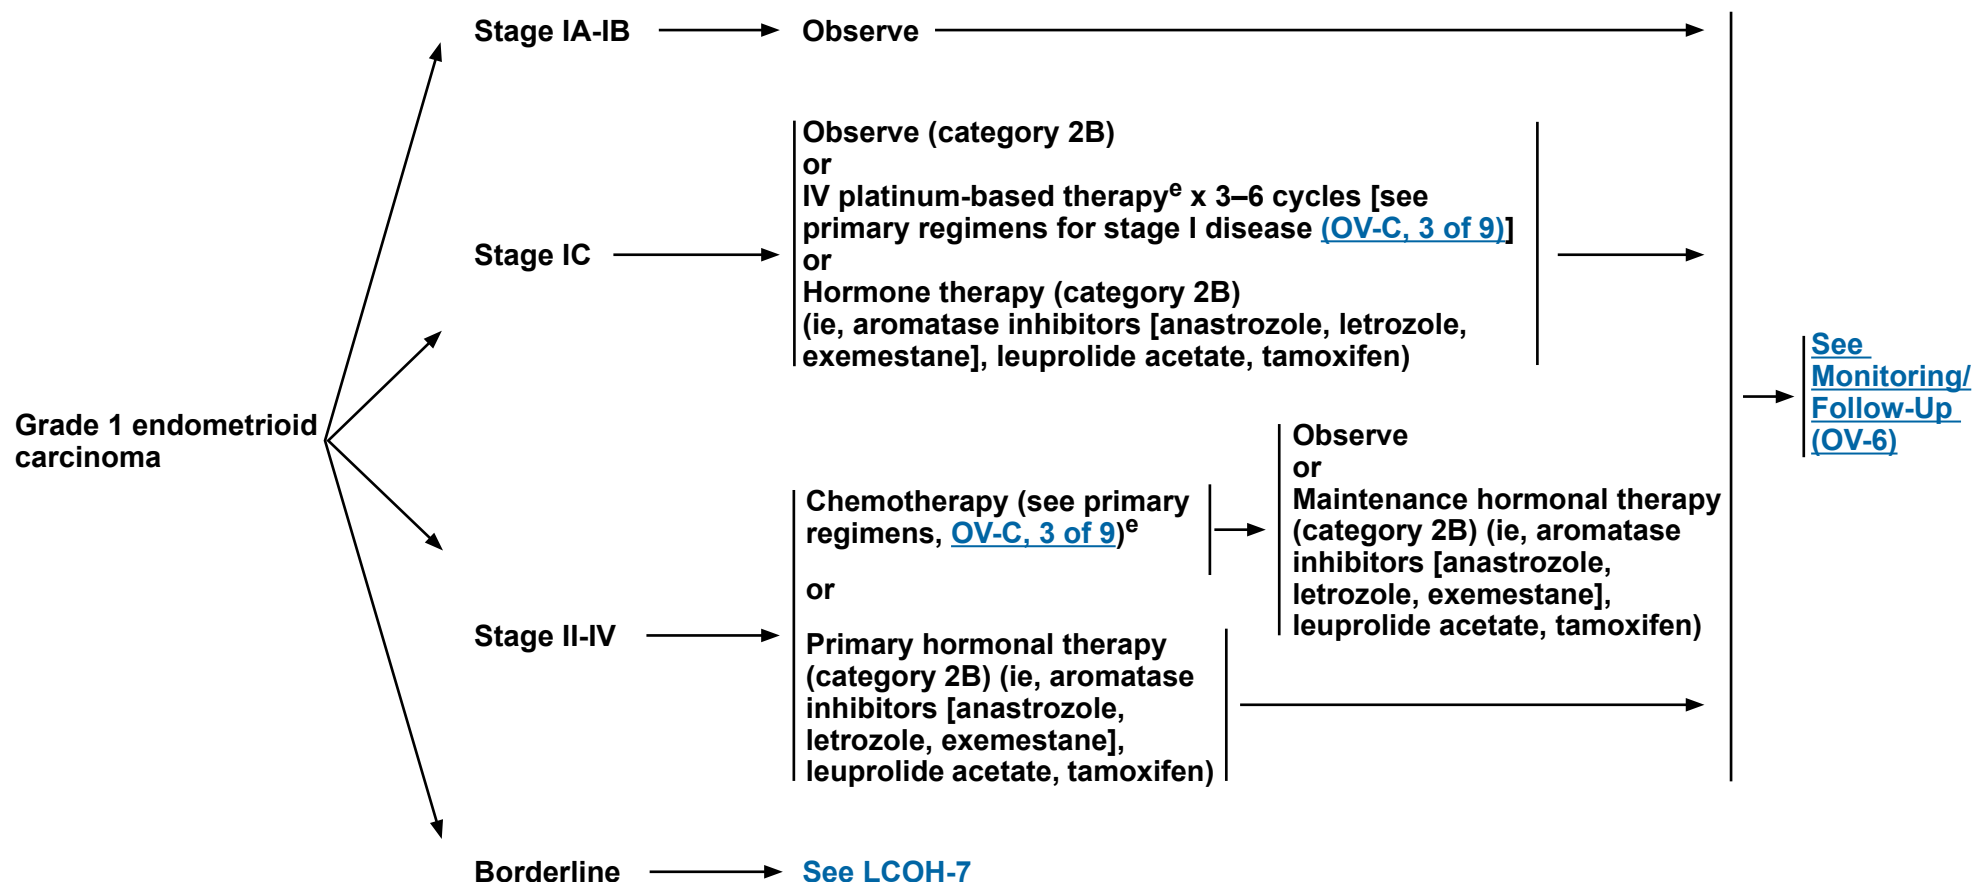 Grade 1 endometrioid
carcinoma
Stage IA-IB
Observe
Stage IC
Observe (category 2B)
or
IV platinum-based therapyᵉ x 3–6 cycles [see
primary regimens for stage I disease (OV-C, 3 of 9)]
or
Hormone therapy (category 2B)
(ie, aromatase inhibitors [anastrozole, letrozole,
exemestane], leuprolide acetate, tamoxifen)
Stage II-IV
Chemotherapy (see primary
regimens, OV-C, 3 of 9)ᵉ
or
Primary hormonal therapy
(category 2B) (ie, aromatase
inhibitors [anastrozole,
letrozole, exemestane],
leuprolide acetate, tamoxifen)
Observe
or
Maintenance hormonal therapy
(category 2B) (ie, aromatase
inhibitors [anastrozole,
letrozole, exemestane],
leuprolide acetate, tamoxifen)
Borderline
See LCOH-7
See
Monitoring/
Follow-Up
(OV-6)